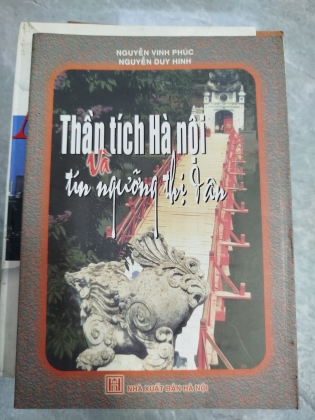 NGUYỄN VINH PHÚC
NGUYỄN DUY HINH
Thần tích Hà nội
Và
tín ngưỡng thị dân
NHÀ XUẤT BẢN HÀ NỘI